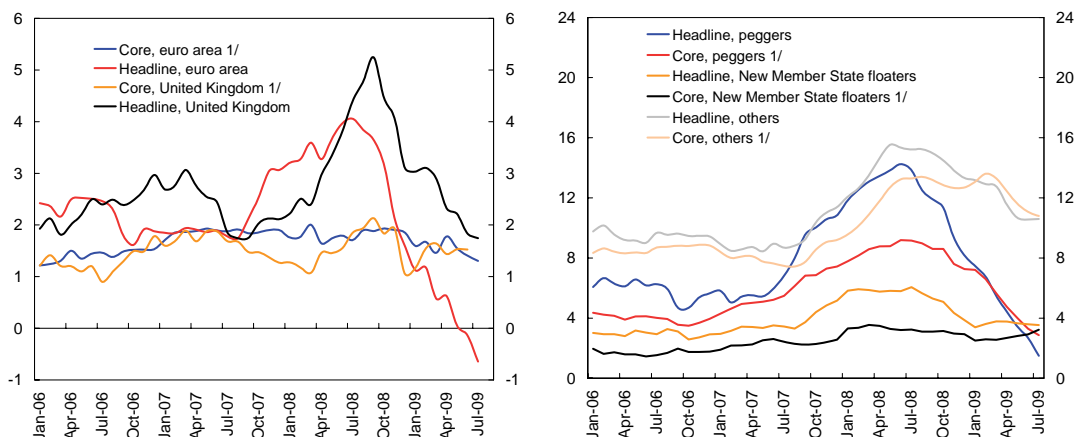 6
5
4
3
2
1
0
-1
Core, euro area 1/
Headline, euro area
Core, United Kingdom 1/
Headline, United Kingdom
6
5
4
3
2
1
0
-1
Jan-06
Apr-06
Jul-06
Oct-06
Jan-07
Apr-07
Jul-07
Oct-07
Jan-08
Apr-08
Jul-08
Oct-08
Jan-09
Apr-09
Jul-09
24
20
16
12
8
4
0
Headline, peggers
Core, peggers 1/
Headline, New Member State floaters
Core, New Member State floaters 1/
Headline, others
Core, others 1/
24
20
16
12
8
4
0
Jan-06
Apr-06
Jul-06
Oct-06
Jan-07
Apr-07
Jul-07
Oct-07
Jan-08
Apr-08
Jul-08
Oct-08
Jan-09
Apr-09
Jul-09